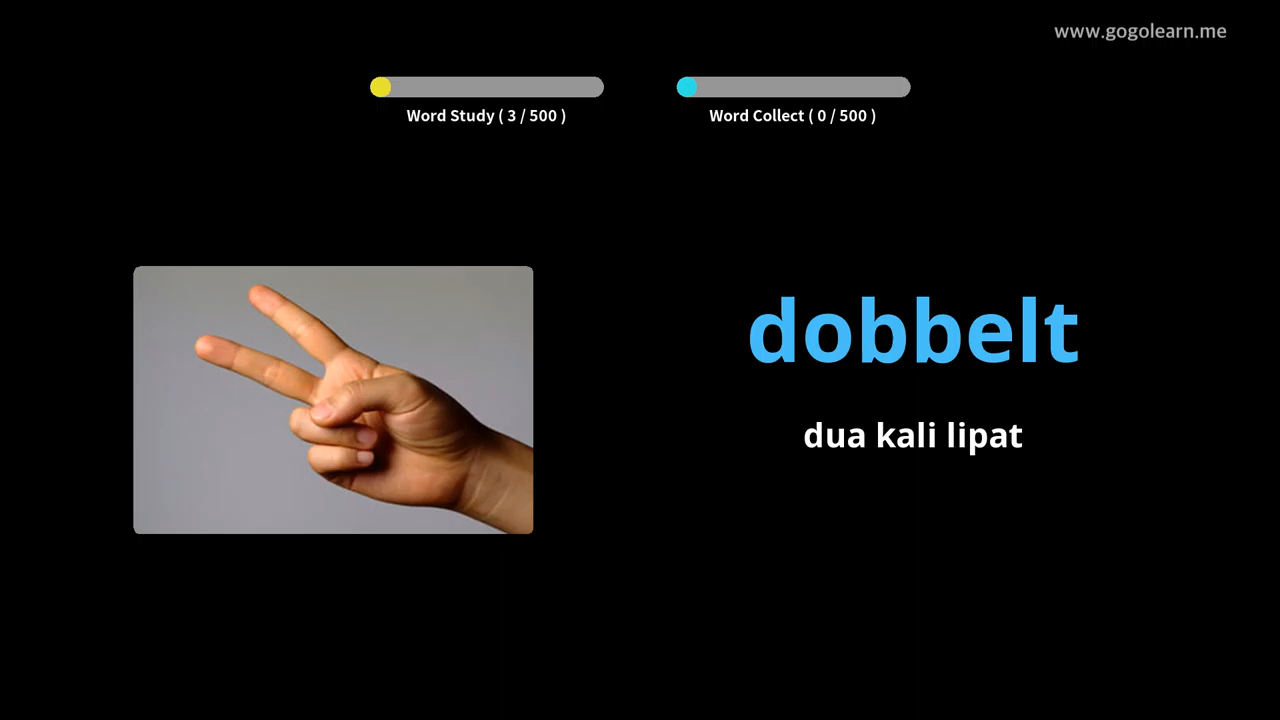 www.gogolearn.me
Word Study ( 3 / 500 )
Word Collect ( 0 / 500 )
dobbelt
dua kali lipat